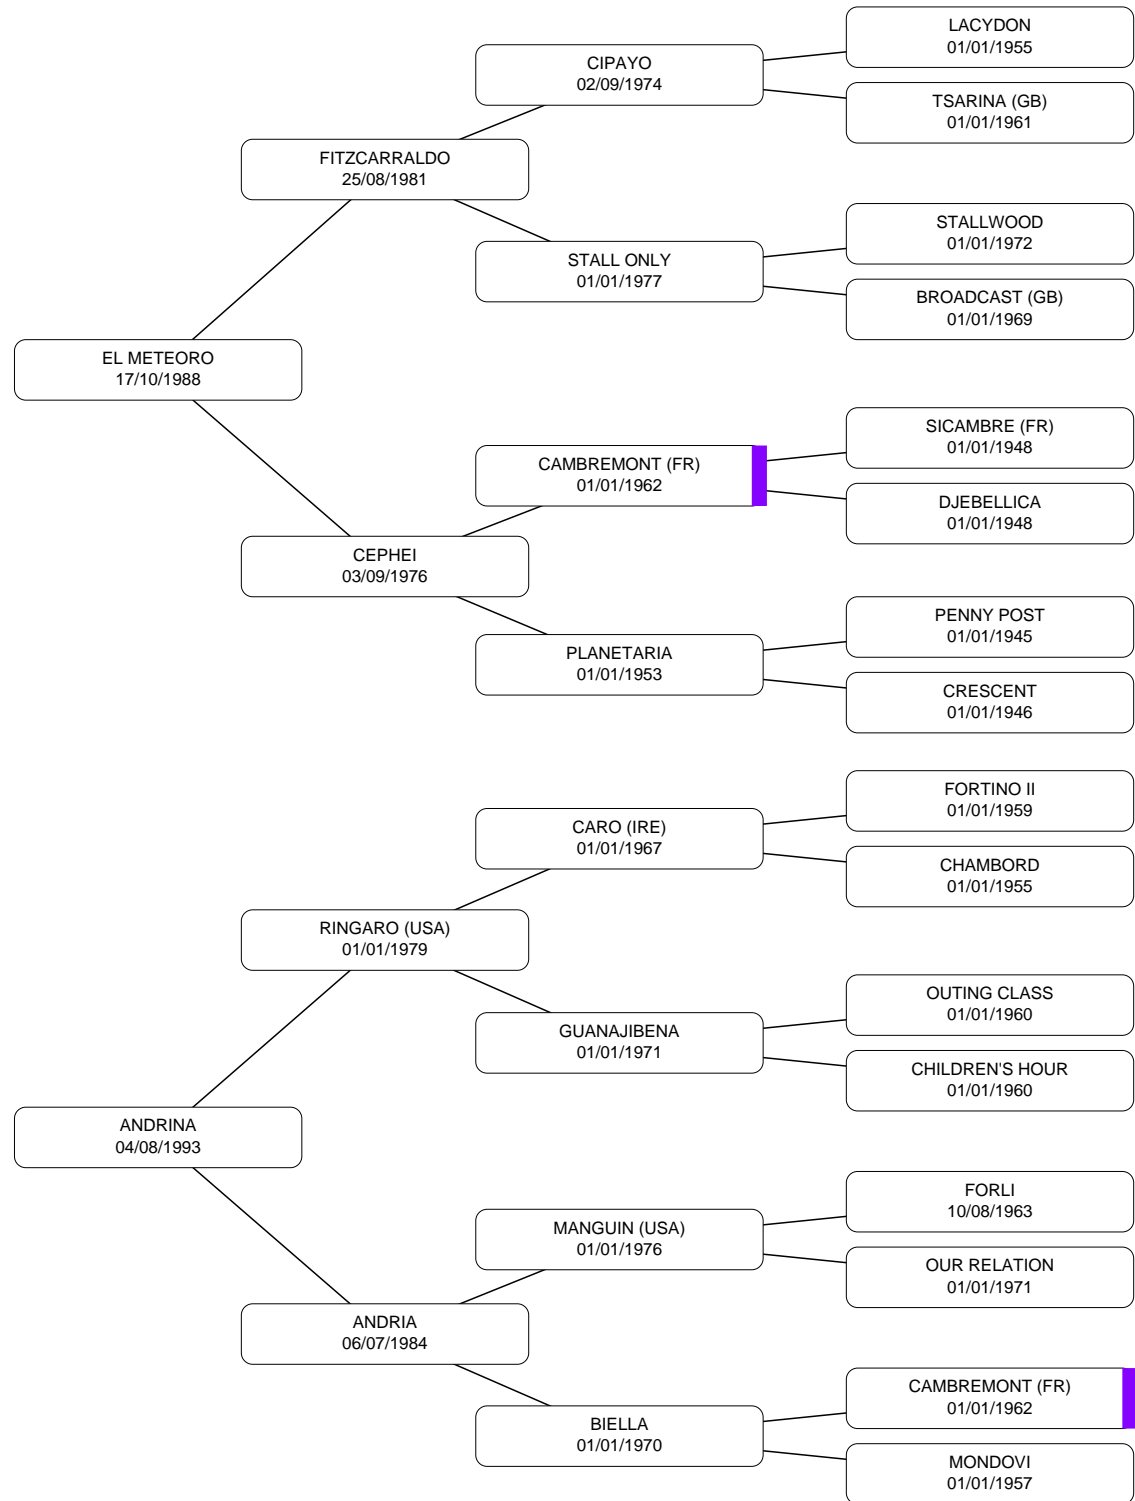 LACYDON
01/01/1955
CIPAYO
02/09/1974
TSARINA (GB)
01/01/1961
FITZCARRALDO
25/08/1981
STALLWOOD
01/01/1972
STALL ONLY
01/01/1977
BROADCAST (GB)
01/01/1969
EL METEORO
17/10/1988
SICAMBRE (FR)
01/01/1948
CAMBREMONT (FR)
01/01/1962
DJEBELLICA
01/01/1948
CEPHEI
03/09/1976
PENNY POST
01/01/1945
PLANETARIA
01/01/1953
CRESCENT
01/01/1946
FORTINO II
01/01/1959
CARO (IRE)
01/01/1967
CHAMBORD
01/01/1955
RINGARO (USA)
01/01/1979
OUTING CLASS
01/01/1960
GUANAJIBENA
01/01/1971
CHILDREN'S HOUR
01/01/1960
ANDRINA
04/08/1993
FORLI
10/08/1963
MANGUIN (USA)
01/01/1976
OUR RELATION
01/01/1971
ANDRIA
06/07/1984
CAMBREMONT (FR)
01/01/1962
BIELLA
01/01/1970
MONDOVI
01/01/1957